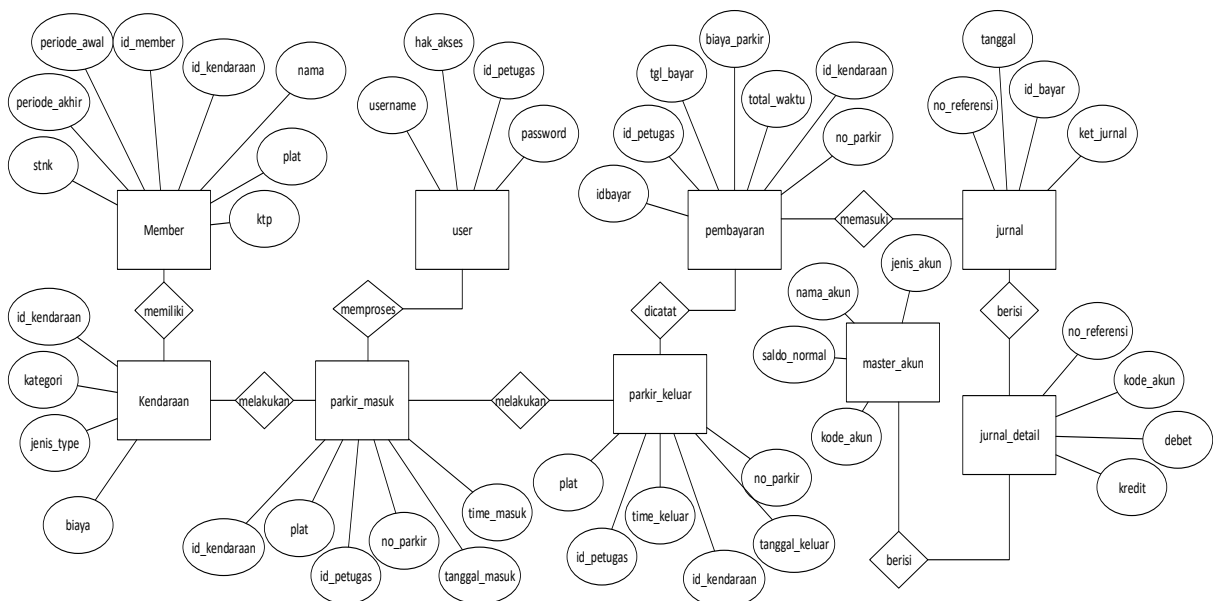 periode_awal
id_member
id_kendaraan
nama
periode_akhir
stnk
plat
ktp
Member
hak_akses
id_petugas
username
password
user
biaya_parkir
tgl_bayar
id_kendaraan
total_waktu
id_petugas
no_parkir
idbayar
pembayaran
memasuki
tanggal
id_bayar
no_referensi
ket_jurnal
jurnal
memiliki
memproses
dicatat
berisi
jenis_akun
nama_akun
saldo_normal
master_akun
kode_akun
id_kendaraan
kategori
jenis_type
biaya
Kendaraan
melakukan
parkir_masuk
melakukan
parkir_keluar
no_referensi
kode_akun
debet
kredit
jurnal_detail
id_kendaraan
plat
id_petugas
no_parkir
tanggal_masuk
time_masuk
plat
id_petugas
time_keluar
id_kendaraan
tanggal_keluar
no_parkir
berisi